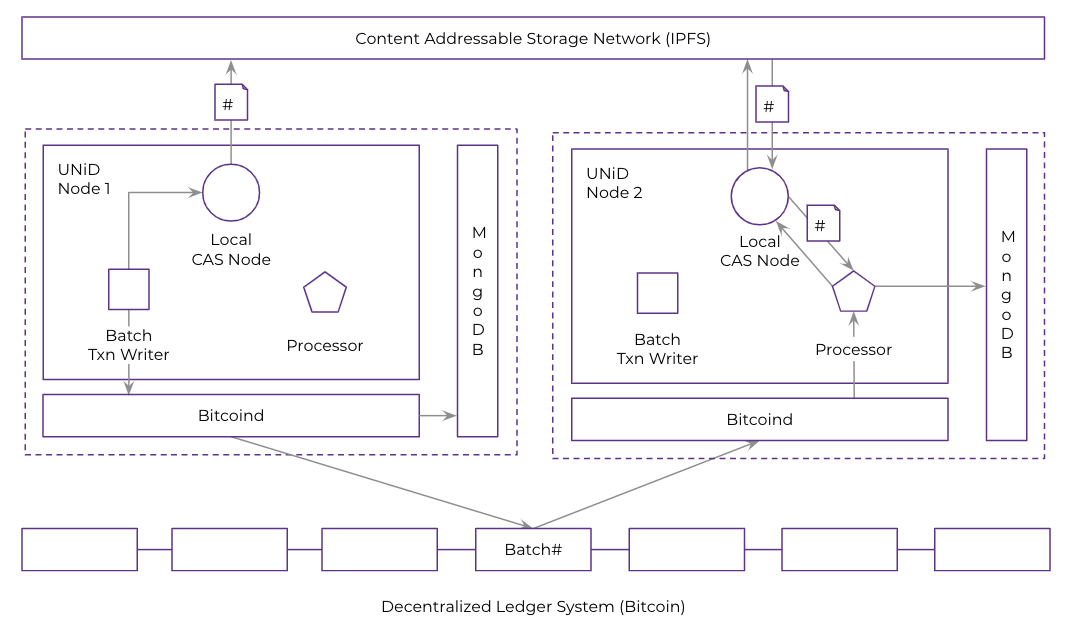 Content Addressable Storage Network (IPFS)
#
#
UNiD
Node 1
Local
CAS Node
Batch
Txn Writer
Processor
MongoDB
Bitcoind
UNiD
Node 2
#
Local
CAS Node
Batch
Txn Writer
Processor
MongoDB
Bitcoind
Batch#
Decentralized Ledger System (Bitcoin)